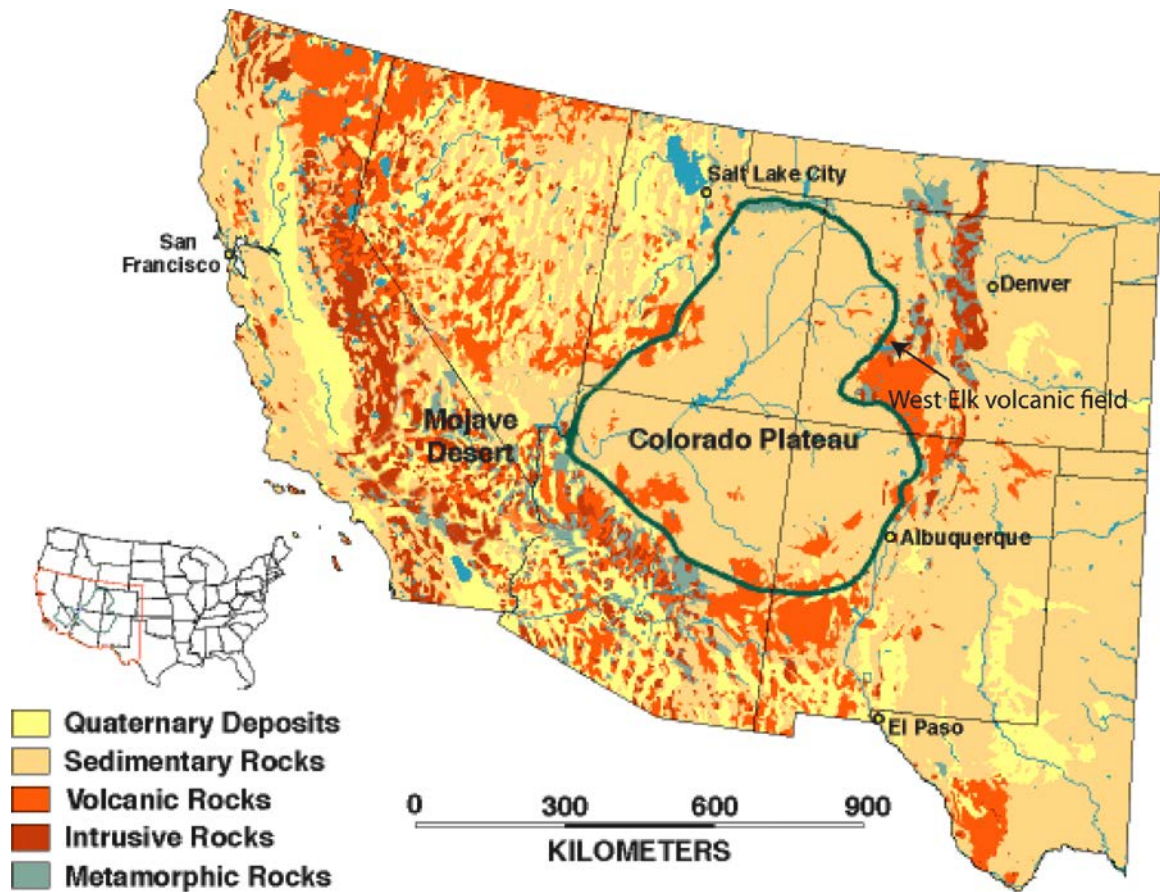 Salt Lake City
San
Francisco
Denver
West Elk volcanic field
Mojave
Desert
Colorado Plateau
Albuquerque
El Paso
Quaternary Deposits
Sedimentary Rocks
Volcanic Rocks
Intrusive Rocks
Metamorphic Rocks
0 300 600 900
KILOMETERS